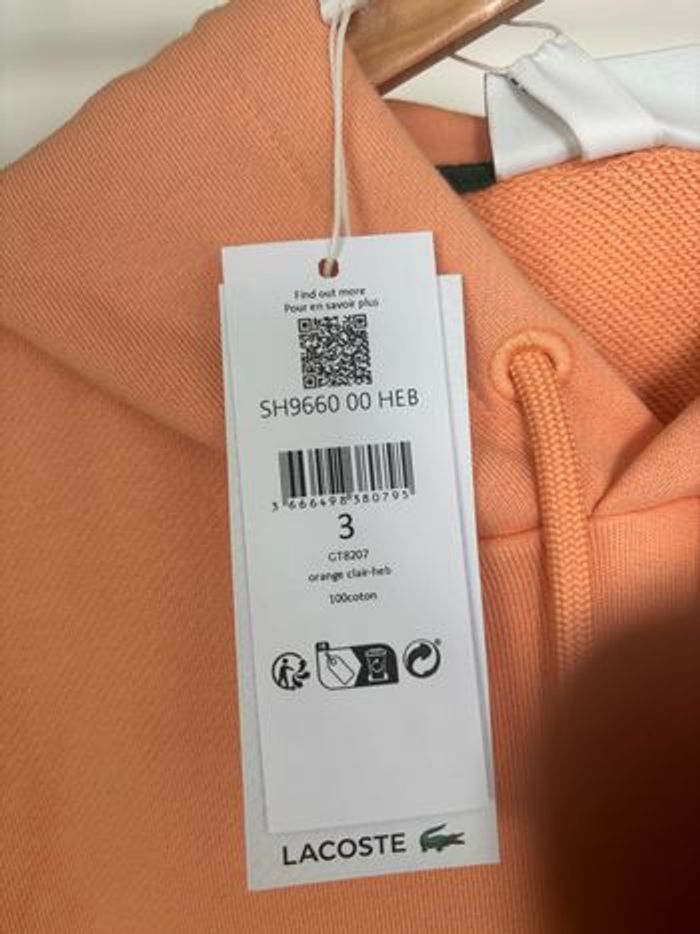 Find out more
Pour en savoir plus
SH9660 00 HEB
3 666498 380795
3
GT8207
orange clair-heb
100coton
LACOSTE